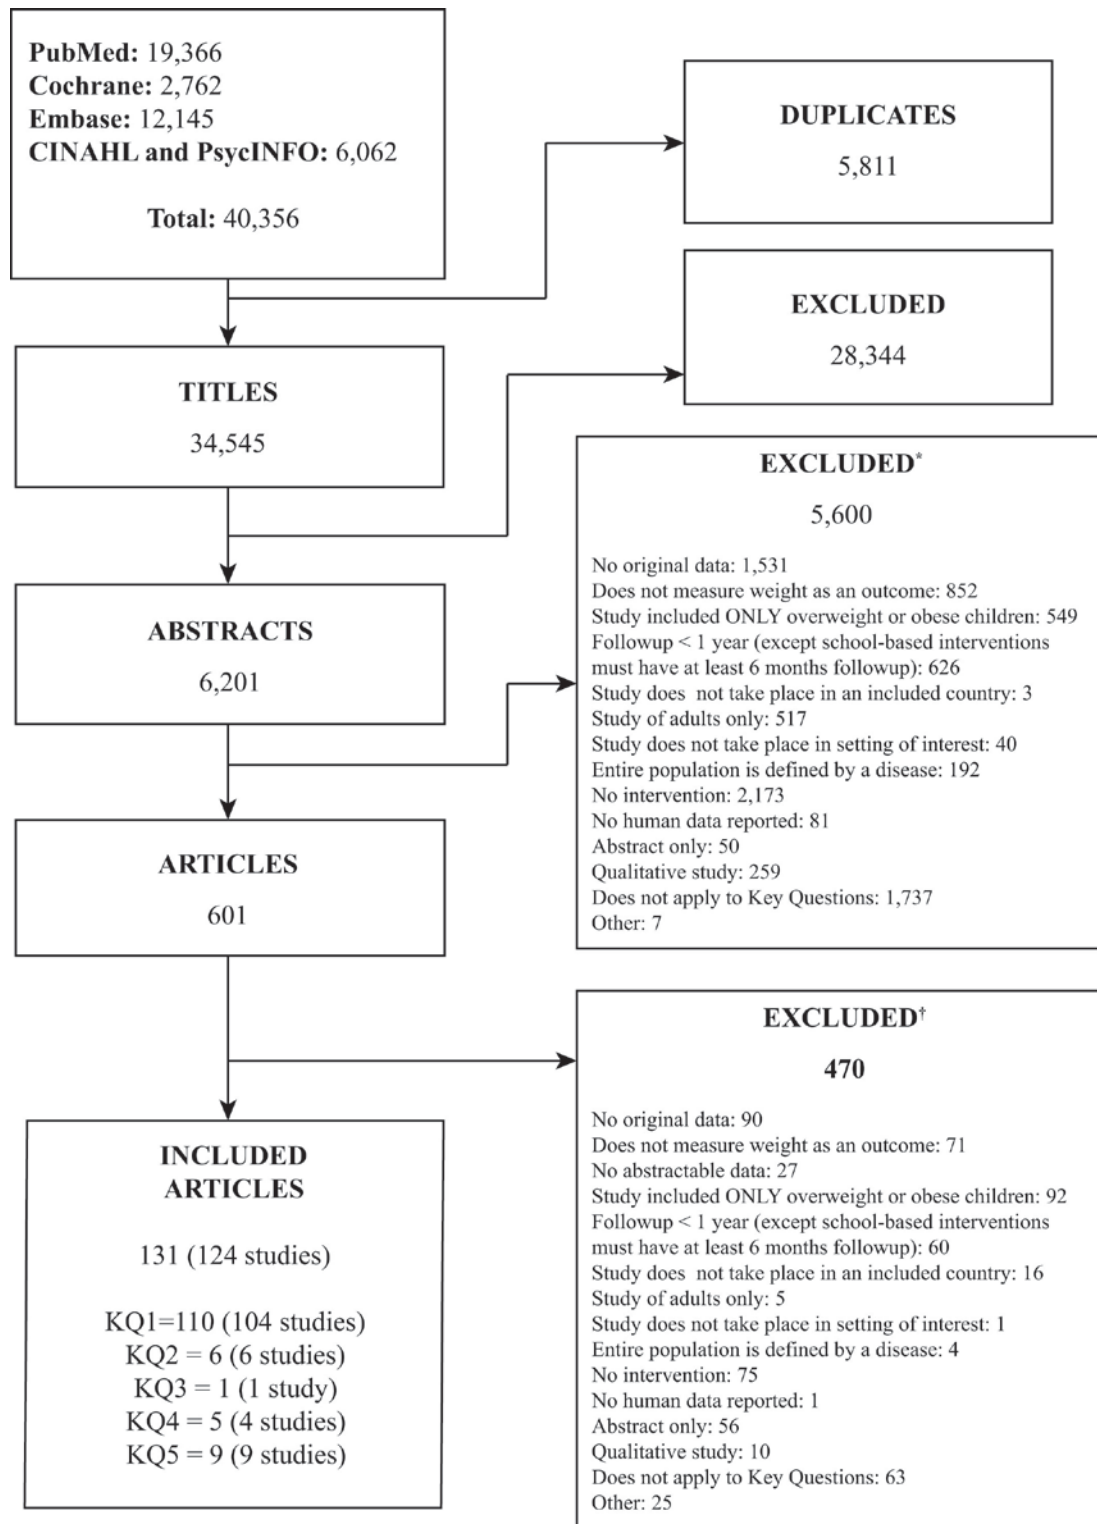 PubMed: 19,366
Cochrane: 2,762
Embase: 12,145
CINAHL and PsycINFO: 6,062
Total: 40,356
DUPLICATES
5,811
EXCLUDED
28,344
TITLES
34,545
EXCLUDED*
5,600
No original data: 1,531
Does not measure weight as an outcome: 852
Study included ONLY overweight or obese children: 549
Followup < 1 year (except school-based interventions
must have at least 6 months followup): 626
Study does not take place in an included country: 3
Study of adults only: 517
Study does not take place in setting of interest: 40
Entire population is defined by a disease: 192
No intervention: 2,173
No human data reported: 81
Abstract only: 50
Qualitative study: 259
Does not apply to Key Questions: 1,737
Other: 7
ABSTRACTS
6,201
ARTICLES
601
EXCLUDED†
470
No original data: 90
Does not measure weight as an outcome: 71
No abstractable data: 27
Study included ONLY overweight or obese children: 92
Followup < 1 year (except school-based interventions
must have at least 6 months followup): 60
Study does not take place in an included country: 16
Study of adults only: 5
Study does not take place in setting of interest: 1
Entire population is defined by a disease: 4
No intervention: 75
No human data reported: 1
Abstract only: 56
Qualitative study: 10
Does not apply to Key Questions: 63
Other: 25
INCLUDED
ARTICLES
131 (124 studies)
KQ1=110 (104 studies)
KQ2 = 6 (6 studies)
KQ3 = 1 (1 study)
KQ4 = 5 (4 studies)
KQ5 = 9 (9 studies)